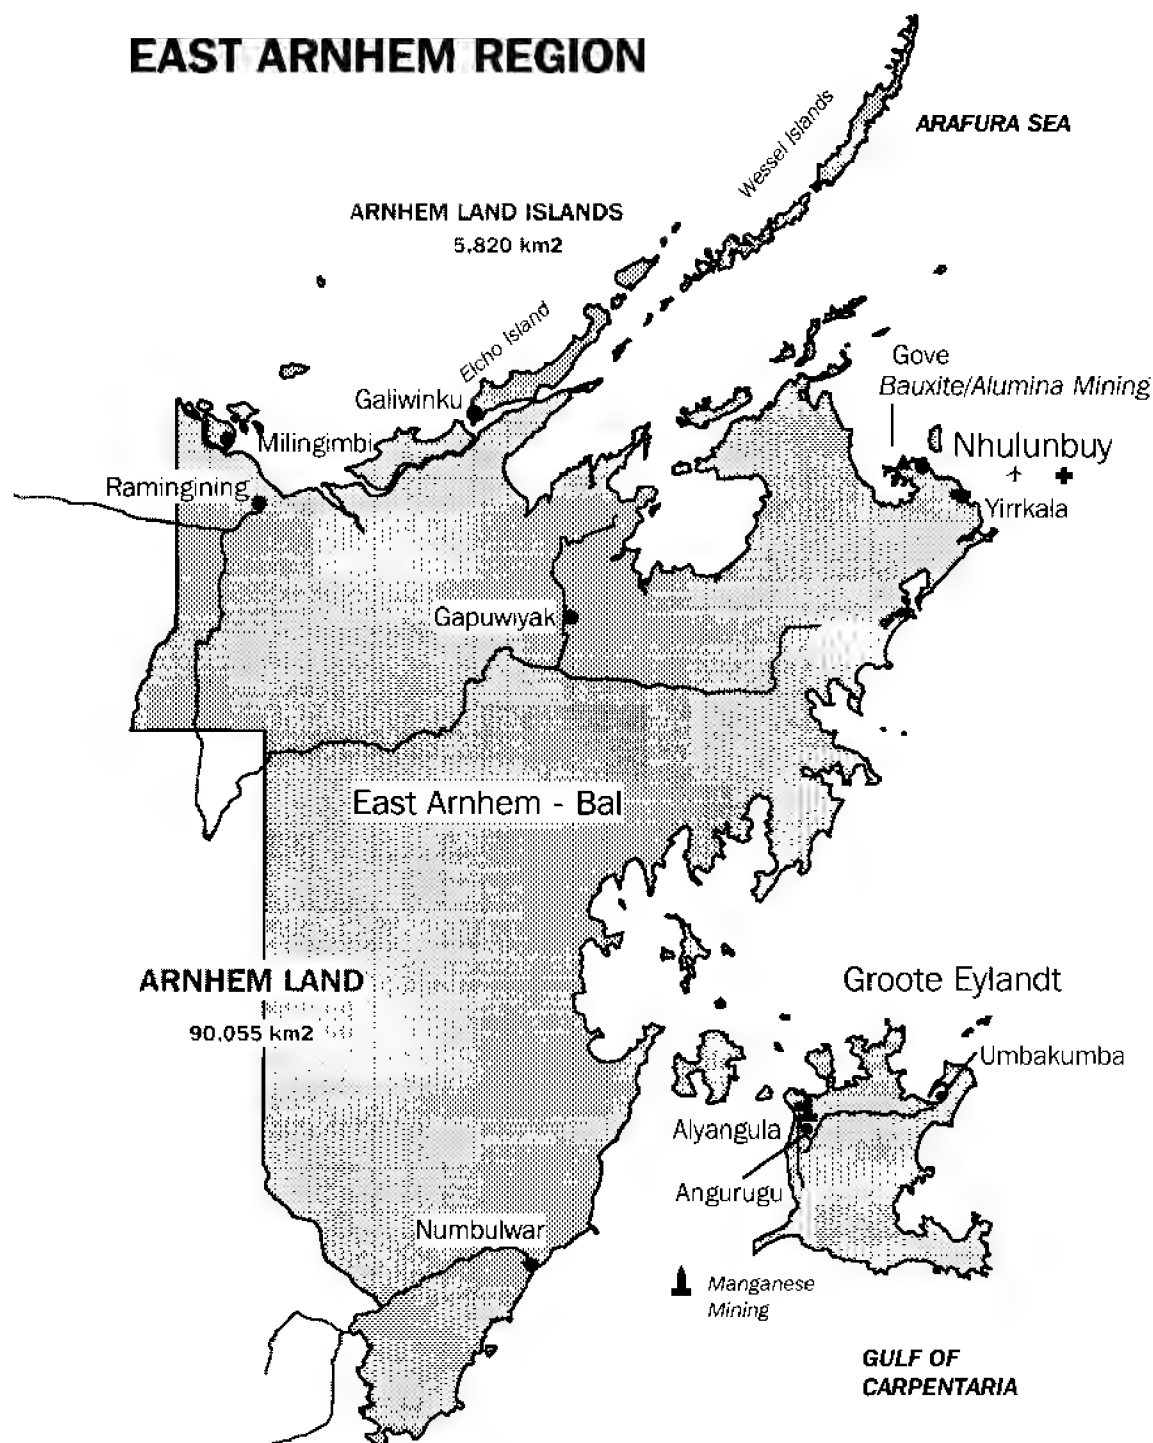 EAST ARNHEM REGION
ARAFURA SEA
Wessel Islands
ARNHEM LAND ISLANDS
5,820 km2
Elcho Island
Gove
Bauxite/Alumina Mining
Galiwinku
Nhulunbuy
Milingimbi
Ramingining
Yirrkala
Gapuwiyak
East Arnhem - Bal
ARNHEM LAND
90,055 km2
Groote Eylandt
Umbakumba
Alyangula
Angurugu
Numbulwar
Manganese
Mining
GULF OF
CARPENTARIA